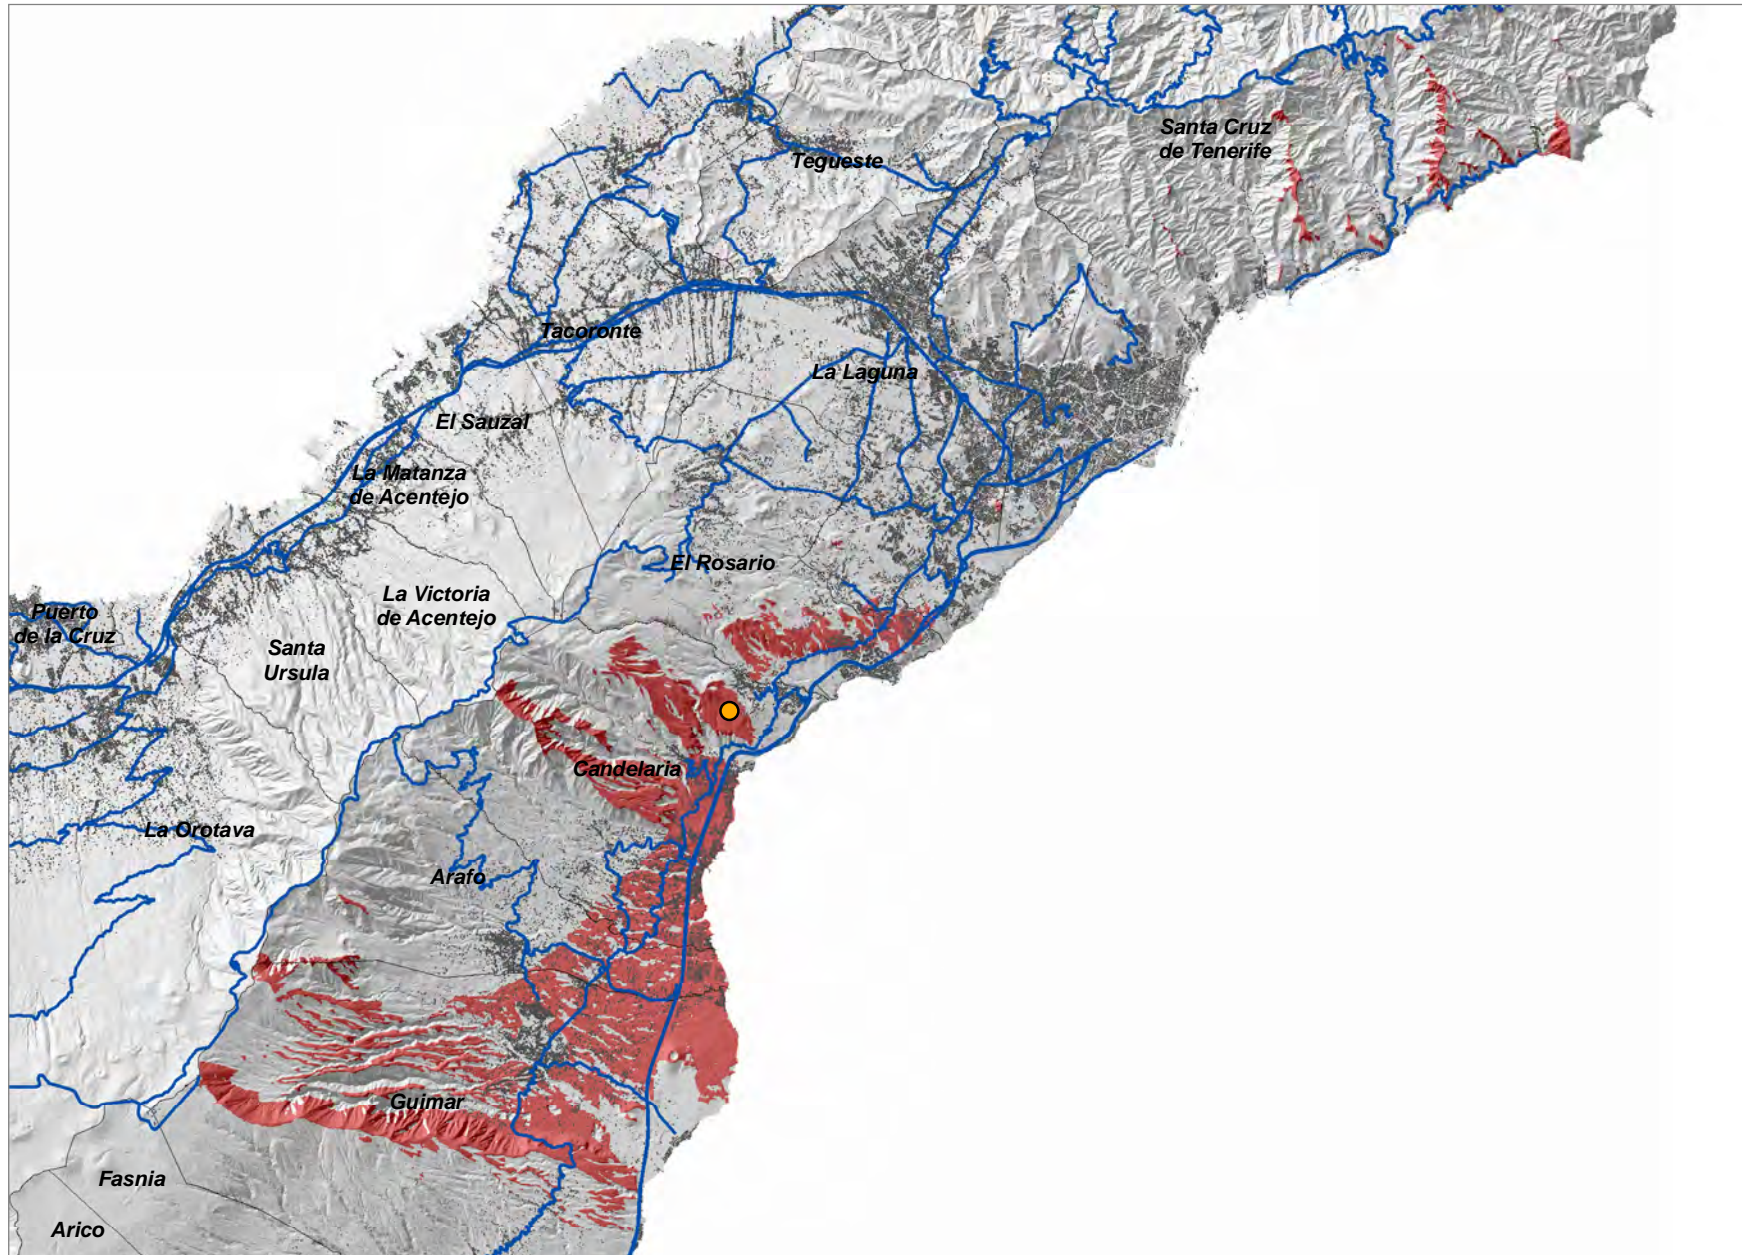 Santa Cruz
de Tenerife
Tegueste
Tacoronte
La Laguna
El Sauzal
La Matanza
de Acentejo
El Rosario
La Victoria
de Acentejo
Puerto
de la Cruz
Santa
Ursula
Candelaria
La Orotava
Arafo
Guimar
Fasnia
Arico